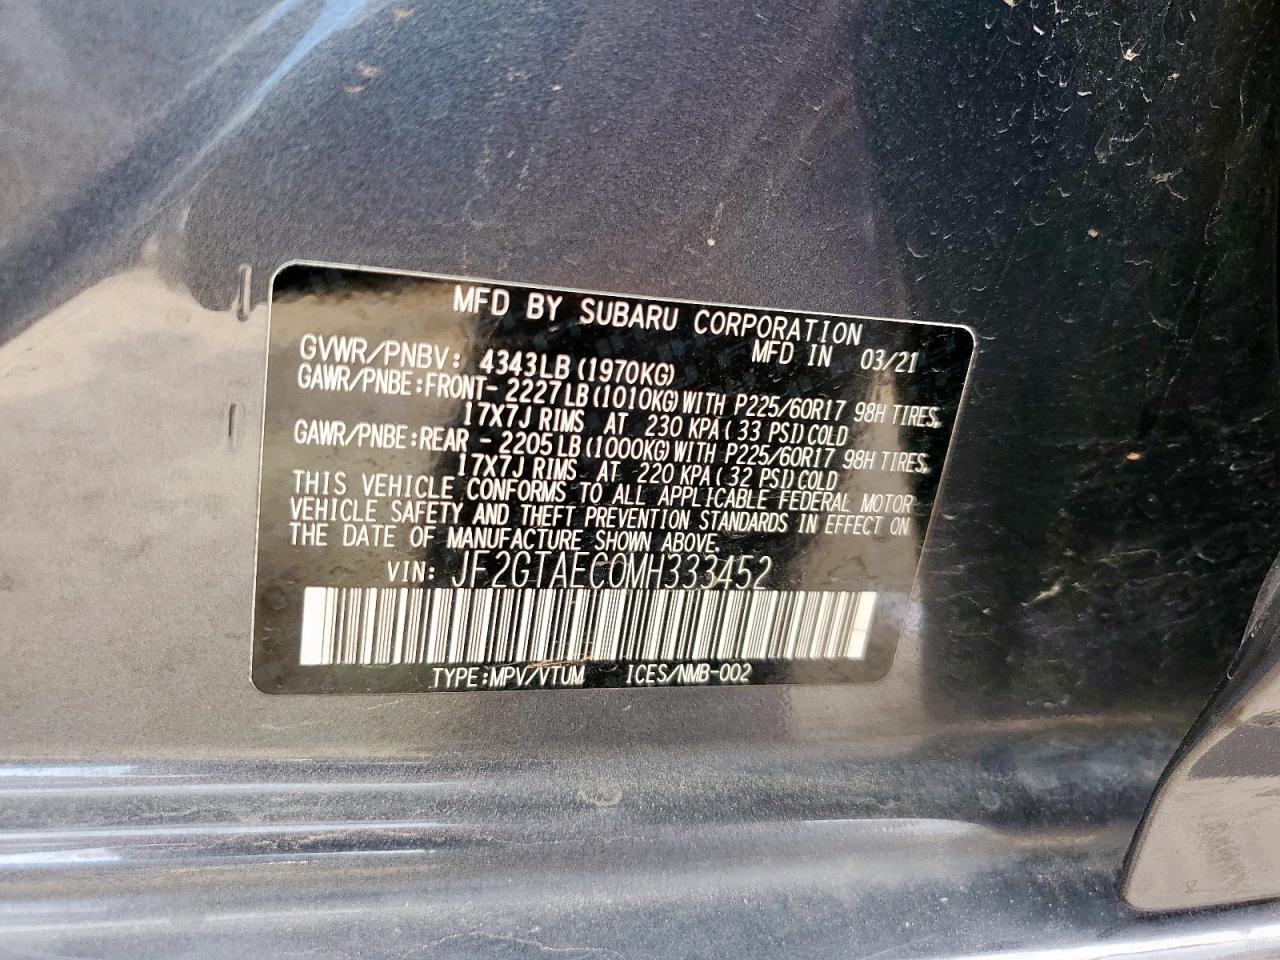 MFD BY SUBARU CORPORATION
MFD IN 03/21
GVWR/PNBV: 4343LB (1970KG)
GAWR/PNBE:FRONT- 2227LB (1010KG) WITH P225/60R17 98H TIRES,
17X7J RIMS AT 230 KPA( 33 PSI)COLD
GAWR/PNBE:REAR - 2205LB (1000KG) WITH P225/60R17 98H TIRES,
17X7J RIMS AT 220 KPA( 32 PSI)COLD
THIS VEHICLE CONFORMS TO ALL APPLICABLE FEDERAL MOTOR
VEHICLE SAFETY AND THEFT PREVENTION STANDARDS IN EFFECT ON
THE DATE OF MANUFACTURE SHOWN ABOVE.
VIN: JF2GTAEC0MH333452
TYPE:MPV/VTUM ICES/NMB-002